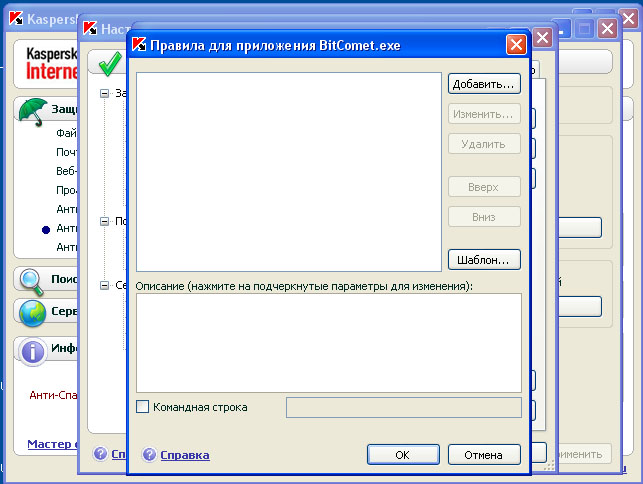 Kaspersk
Наст
Правила для приложения BitComet.exe
Kaspersk
Interne
Добавить...
Изменить...
Удалить
Вверх
Вниз
Шаблон...
Защи
За
Фай
Почт
Веб-
Про
Анти
Анти
Анти
По
Поис
Се
Серв
Инфо
Описание (нажмите на подчеркнутые параметры для изменения):
Анти-Спа
Командная строка
Мастер
Сп
Справка
OK
Отмена
рименить